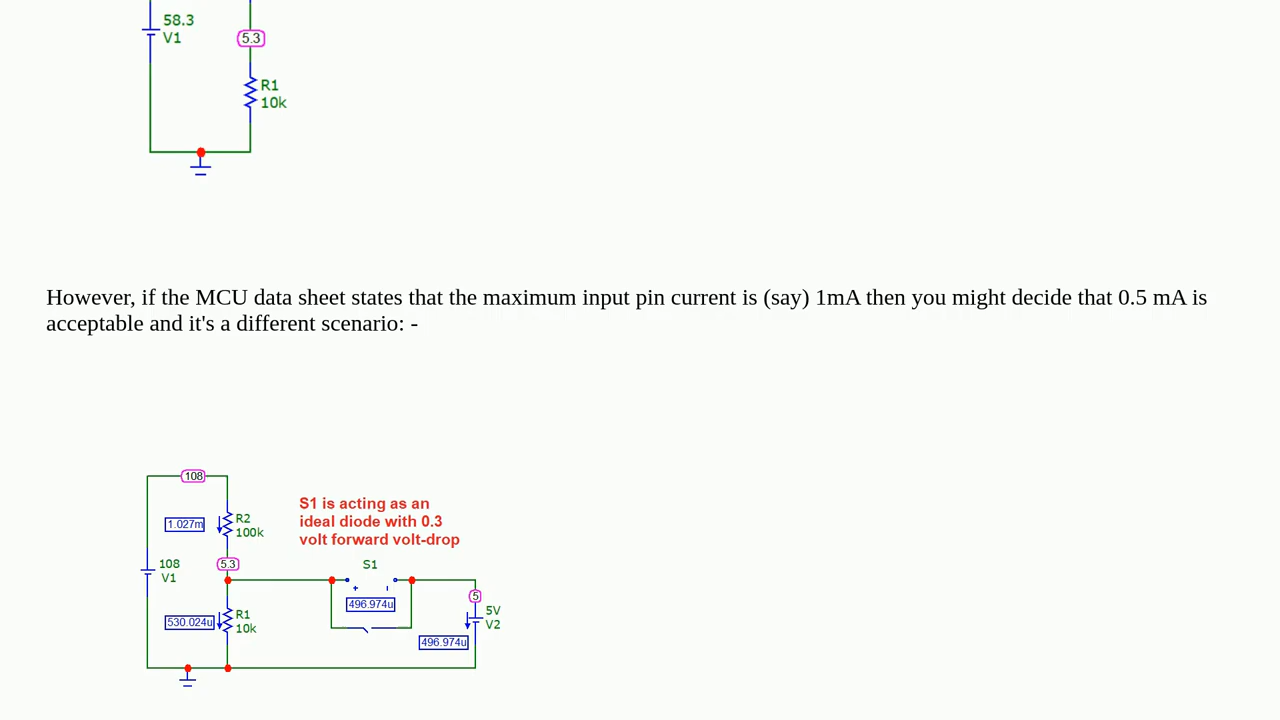 58.3
V1
5.3
R1
10k
However, if the MCU data sheet states that the maximum input pin current is (say) 1mA then you might decide that 0.5 mA is
acceptable and it's a different scenario: -
108
S1 is acting as an
ideal diode with 0.3
volt forward volt-drop
1.027m
R2
100k
108
V1
5.3
S1
+
496.974u
5
5V
V2
530.024u
R1
10k
496.974u